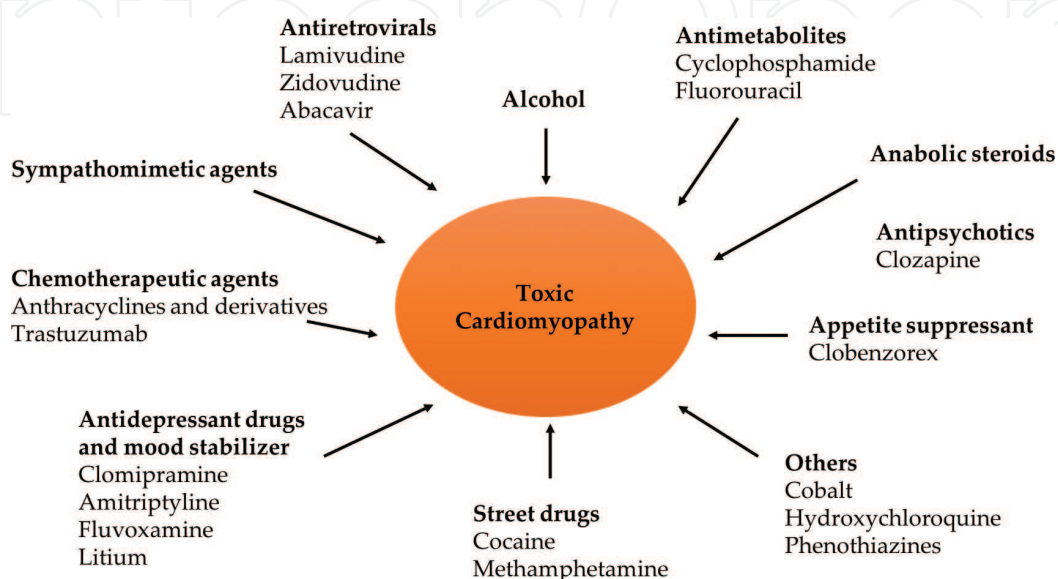 Antiretrovirals
Lamivudine
Zidovudine
Abacavir
Alcohol
Antimetabolites
Cyclophosphamide
Fluorouracil
Sympathomimetic agents
Anabolic steroids
Antipsychotics
Clozapine
Chemotherapeutic agents
Anthracyclines and derivatives
Trastuzumab
Toxic
Cardiomyopathy
Appetite suppressant
Clobenzorex
Antidepressant drugs
and mood stabilizer
Clomipramine
Amitriptyline
Fluvoxamine
Litium
Street drugs
Cocaine
Methamphetamine
Others
Cobalt
Hydroxychloroquine
Phenothiazines